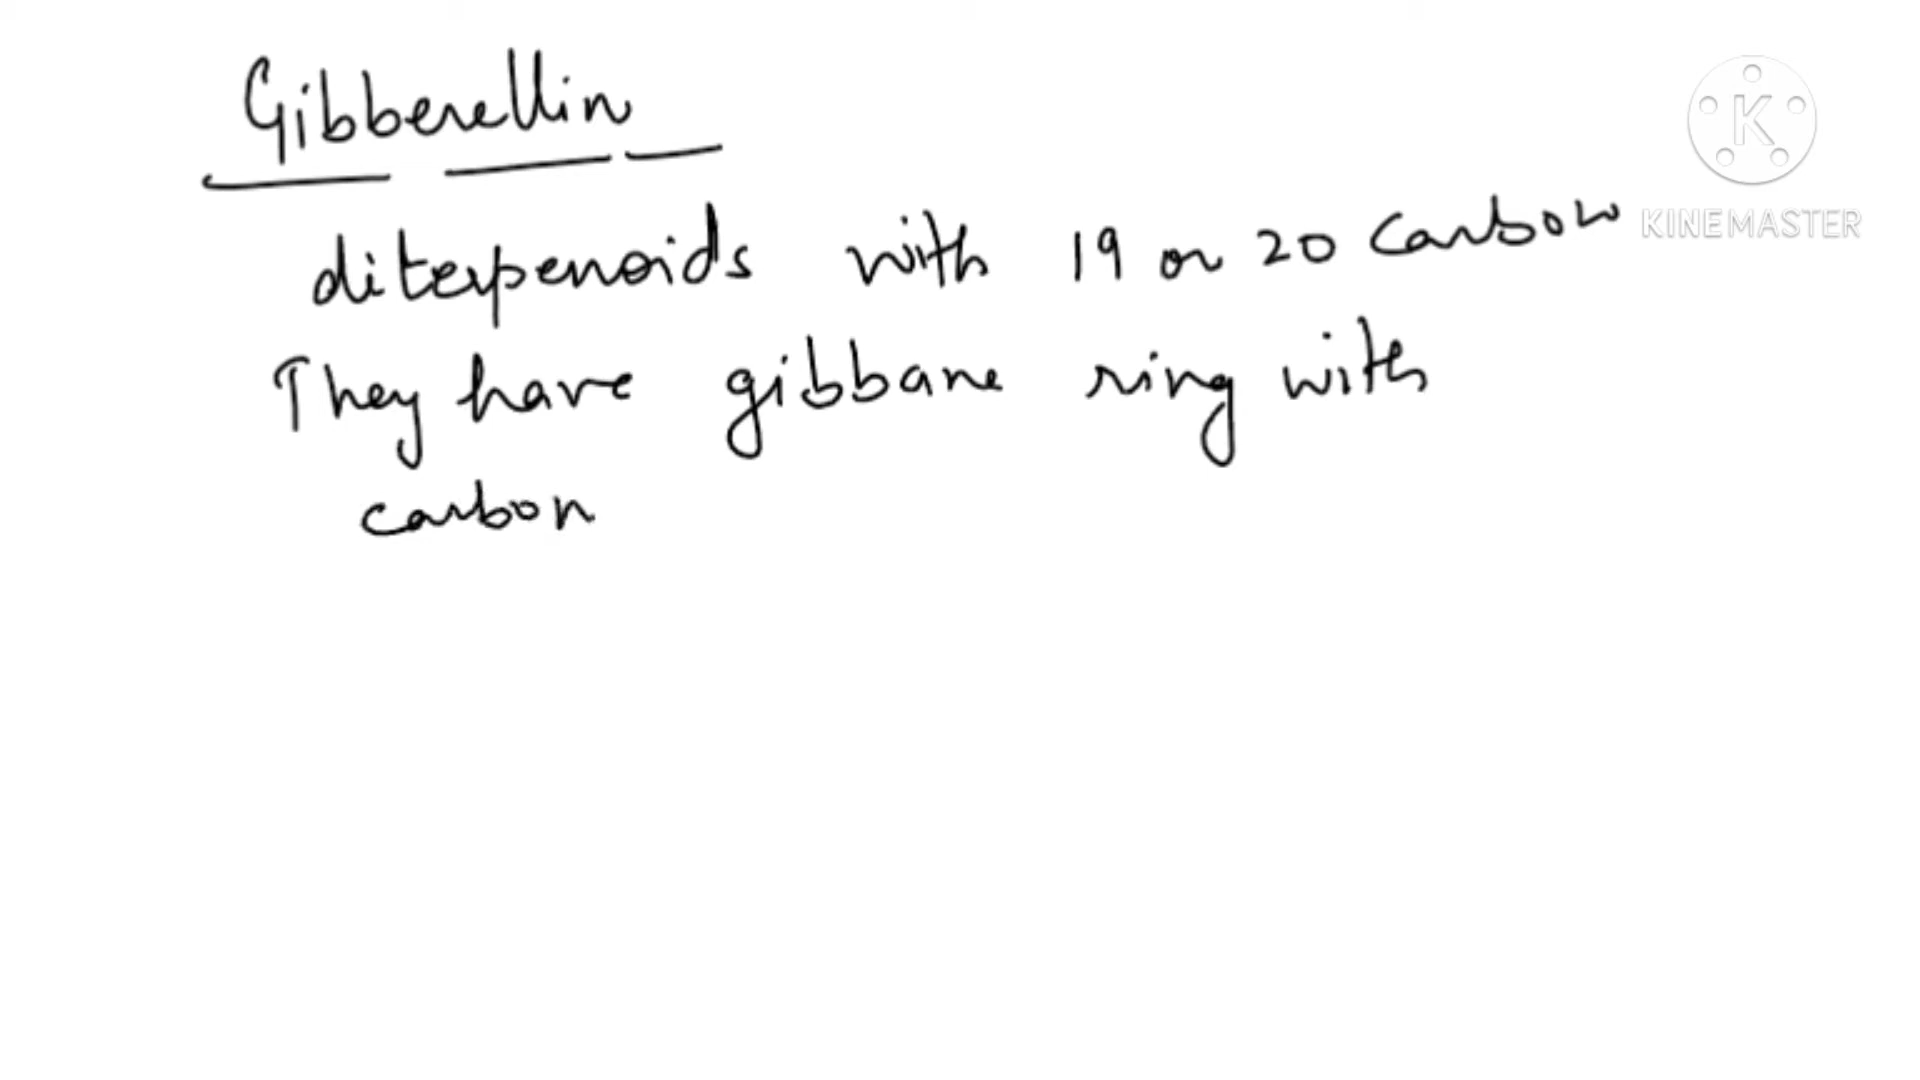 Gibberellin
diterpenoids with 19 or 20 carbon
They have gibbane ring with
carbon
K
KINEMASTER